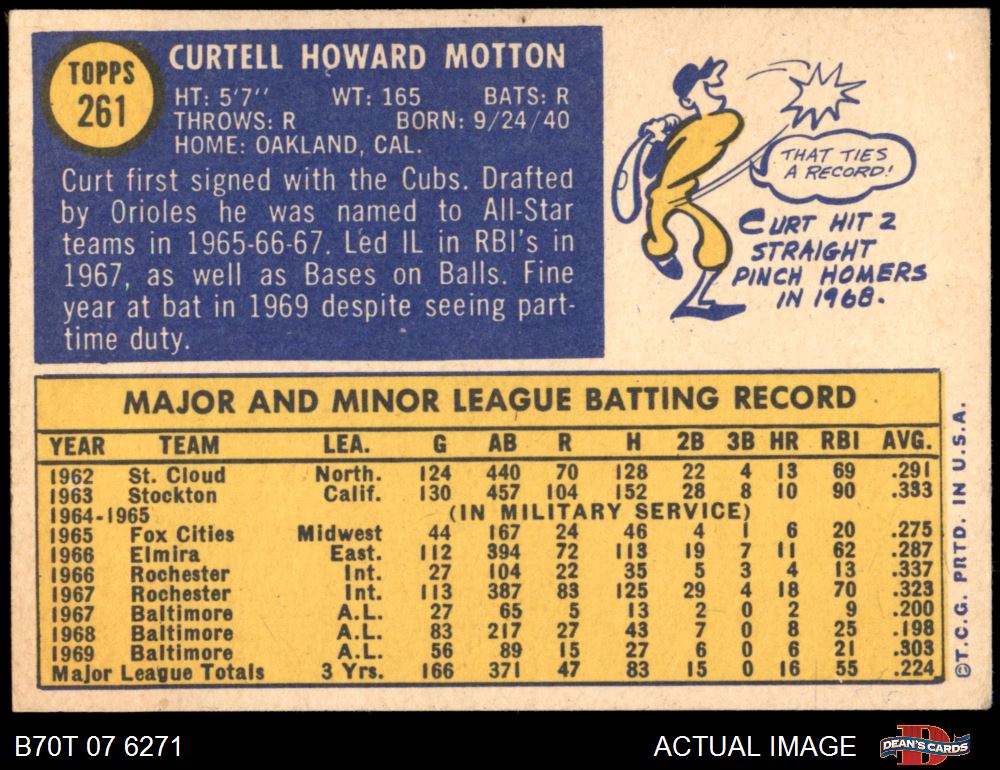 TOPPS
261
CURTELL HOWARD MOTTON
HT: 5'7" WT: 165 BATS: R
THROWS: R BORN: 9/24/40
HOME: OAKLAND, CAL.
Curt first signed with the Cubs. Drafted
by Orioles he was named to All-Star
teams in 1965-66-67. Led IL in RBI's in
1967, as well as Bases on Balls. Fine
year at bat in 1969 despite seeing part-
time duty.
THAT TIES
A RECORD!
CURT HIT 2
STRAIGHT
PINCH HOMERS
IN 1968.
MAJOR AND MINOR LEAGUE BATTING RECORD
YEAR TEAM LEA. G AB R H 2B 3B HR RBI AVG.
1962 St. Cloud North. 124 440 70 128 22 4 13 69 .291
1963 Stockton Calif. 130 457 104 152 28 8 10 90 .333
1964-1965 (IN MILITARY SERVICE)
1965 Fox Cities Midwest 44 167 24 46 4 1 6 20 .275
1966 Elmira East. 112 394 72 113 19 7 11 62 .287
1966 Rochester Int. 27 104 22 35 5 3 4 13 .337
1967 Rochester Int. 113 387 83 125 29 4 18 70 .323
1967 Baltimore A.L. 27 65 5 13 2 0 2 9 .200
1968 Baltimore A.L. 83 217 27 43 7 0 8 25 .198
1969 Baltimore A.L. 56 89 15 27 6 0 6 21 .303
Major League Totals 3 Yrs. 166 371 47 83 15 0 16 55 .224
©T.C.G. PRTD. IN U.S.A.
B70T 07 6271
ACTUAL IMAGE
D
DEAN'S CARDS